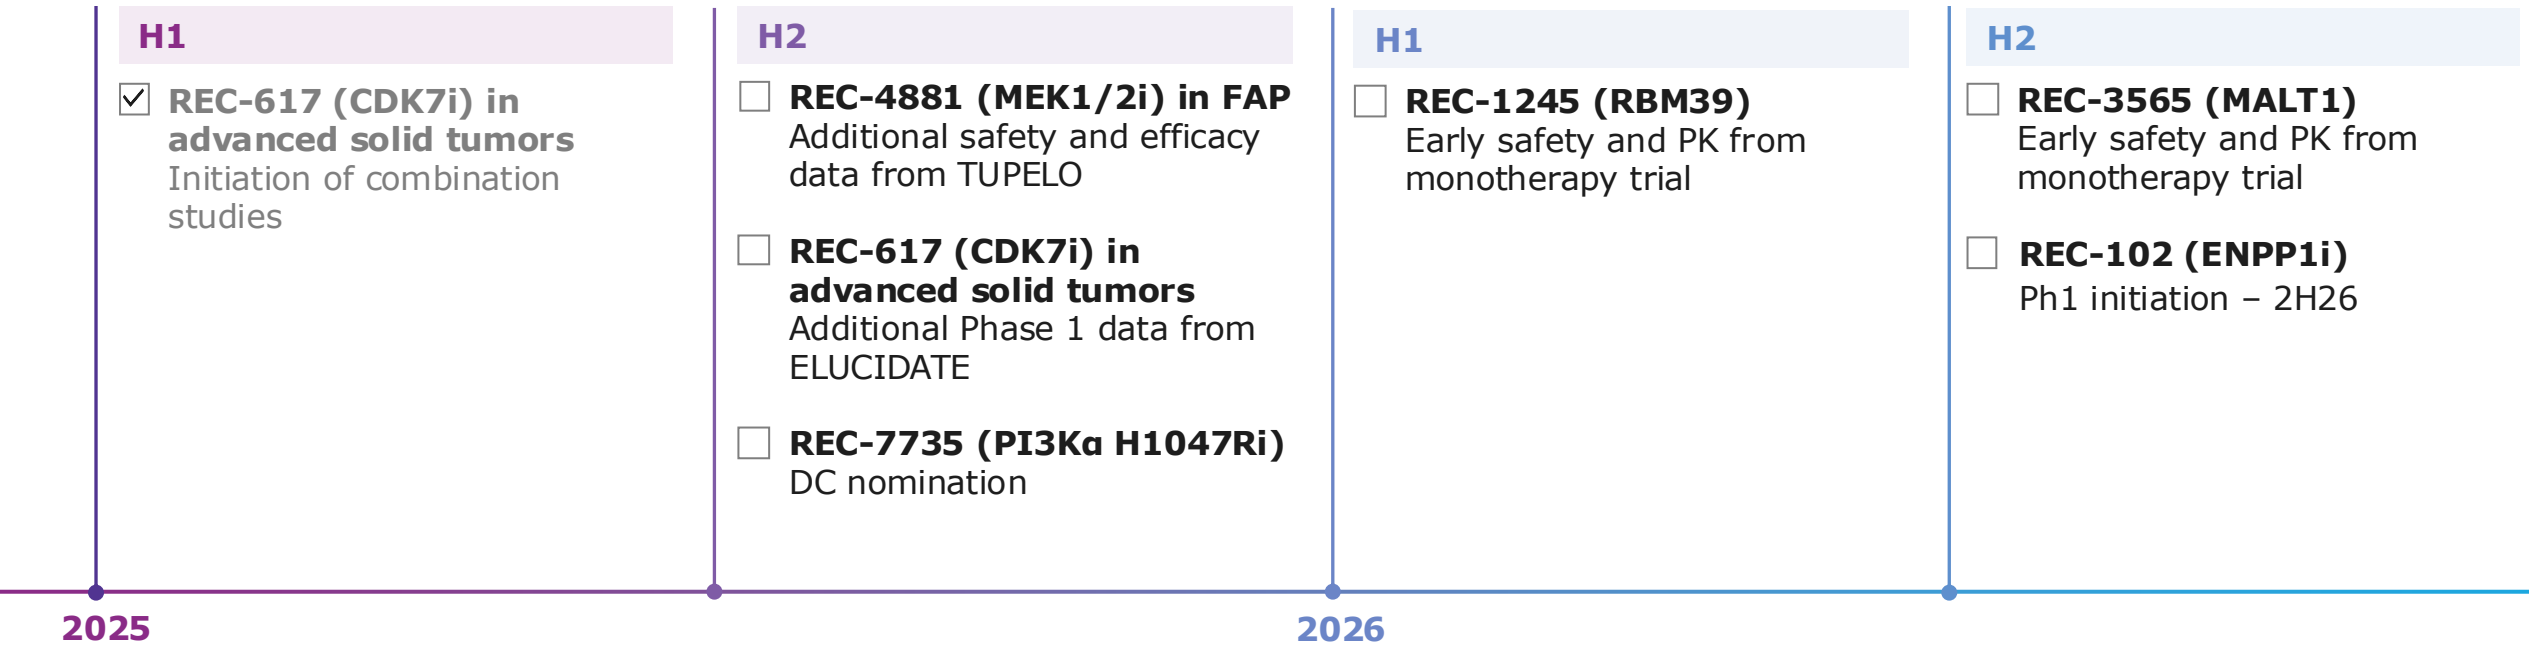 H1
REC-617 (CDK7i) in
advanced solid tumors
Initiation of combination
studies
H2
REC-4881 (MEK1/2i) in FAP
Additional safety and efficacy
data from TUPELO
REC-617 (CDK7i) in
advanced solid tumors
Additional Phase 1 data from
ELUCIDATE
REC-7735 (PI3Kα H1047Ri)
DC nomination
H1
REC-1245 (RBM39)
Early safety and PK from
monotherapy trial
H2
REC-3565 (MALT1)
Early safety and PK from
monotherapy trial
REC-102 (ENPP1i)
Ph1 initiation – 2H26
2025
2026